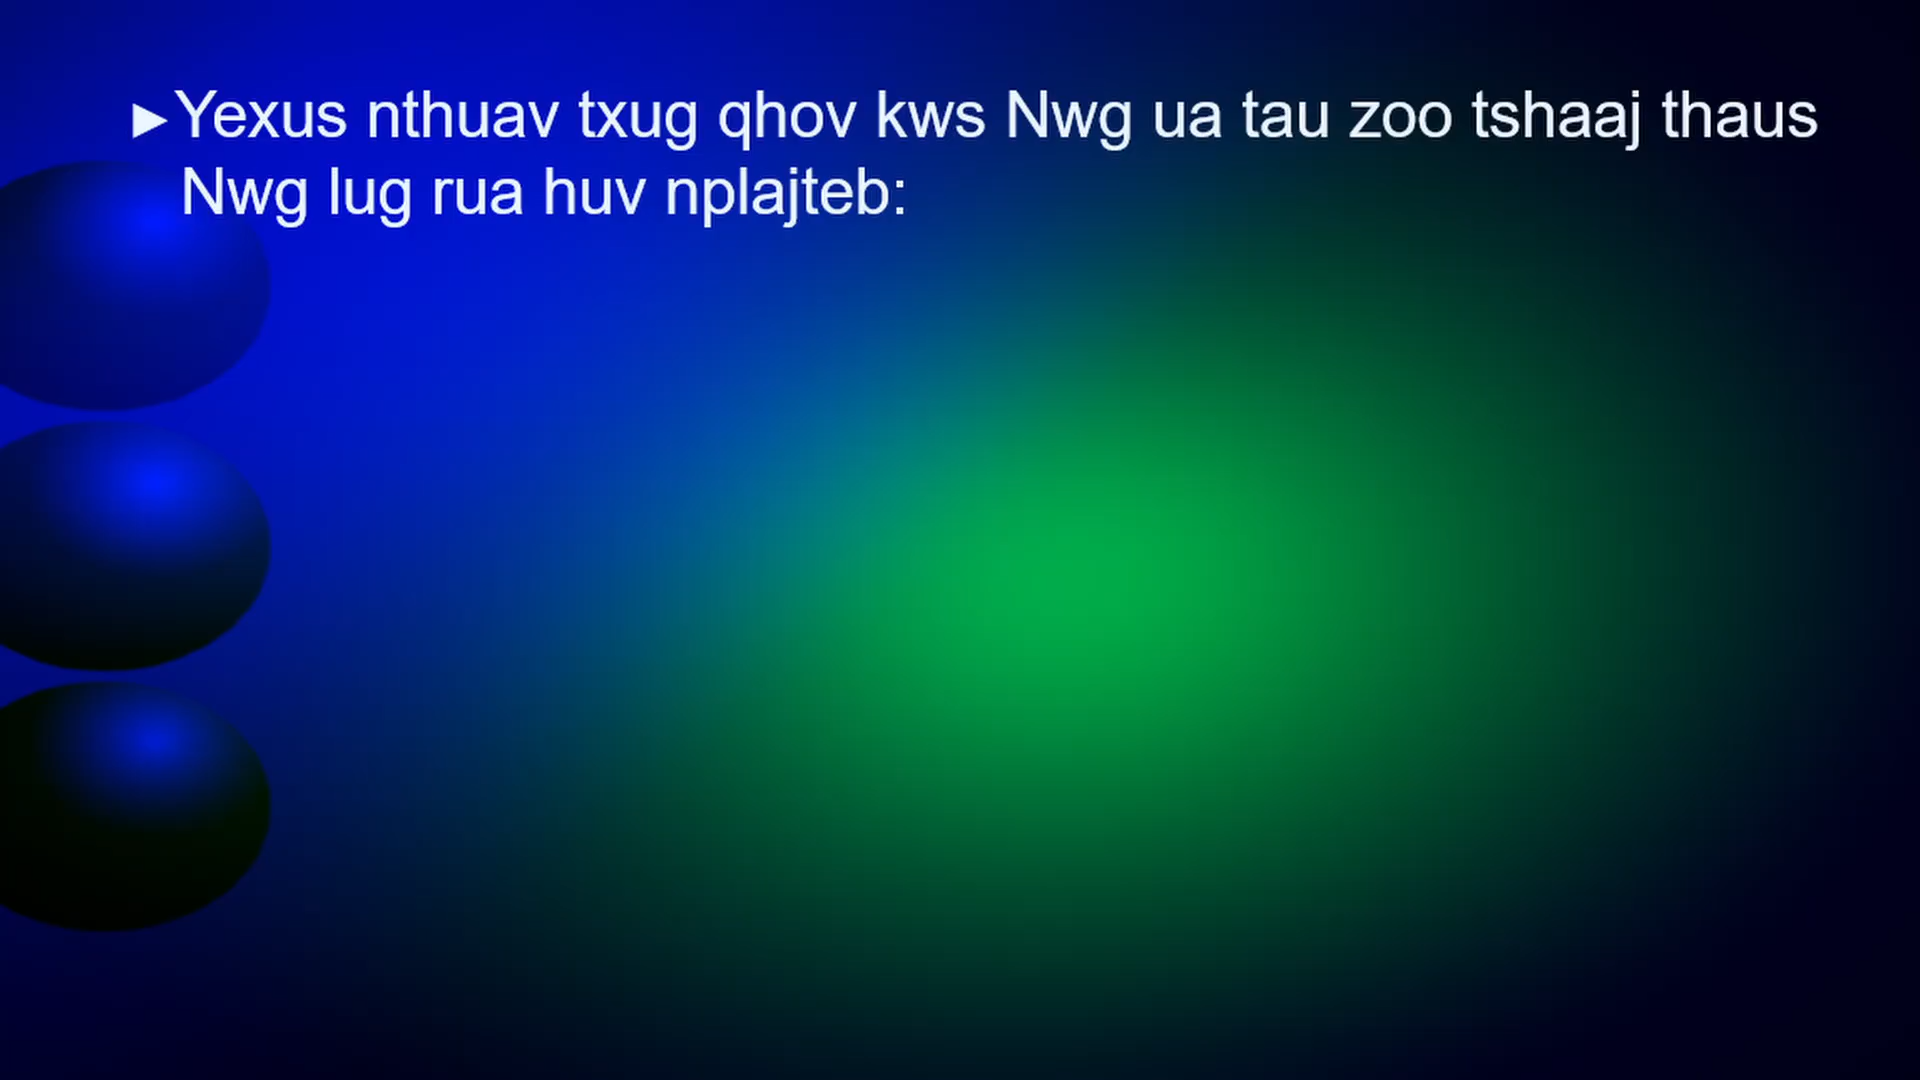 ►Yexus nthuav txug qhov kws Nwg ua tau zoo tshaaj thaus
Nwg lug rua huv nplajteb: